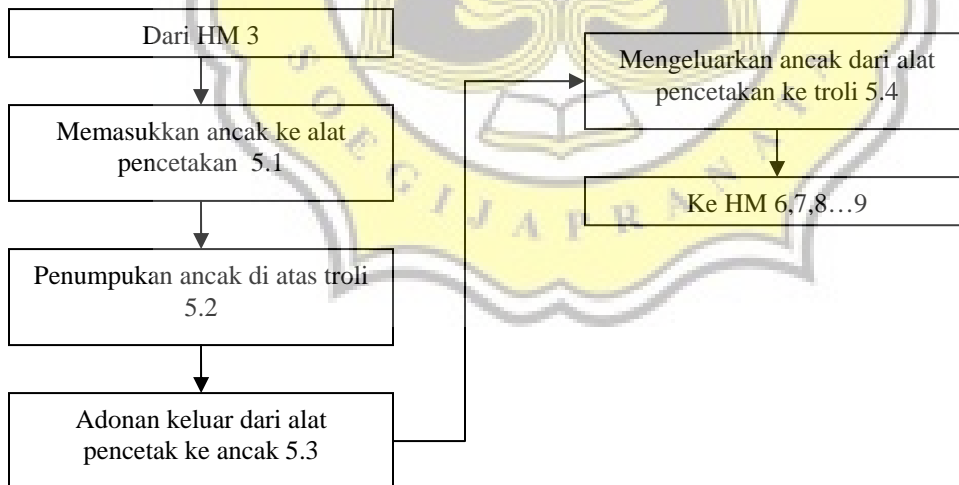 Dari HM 3
Memasukkan ancak ke alat
pencetakan 5.1
Penumpukan ancak di atas troli
5.2
Adonan keluar dari alat
pencetak ke ancak 5.3
Mengeluarkan ancak dari alat
pencetakan ke troli 5.4
Ke HM 6,7,8…9
SOEGIJAPRANATA